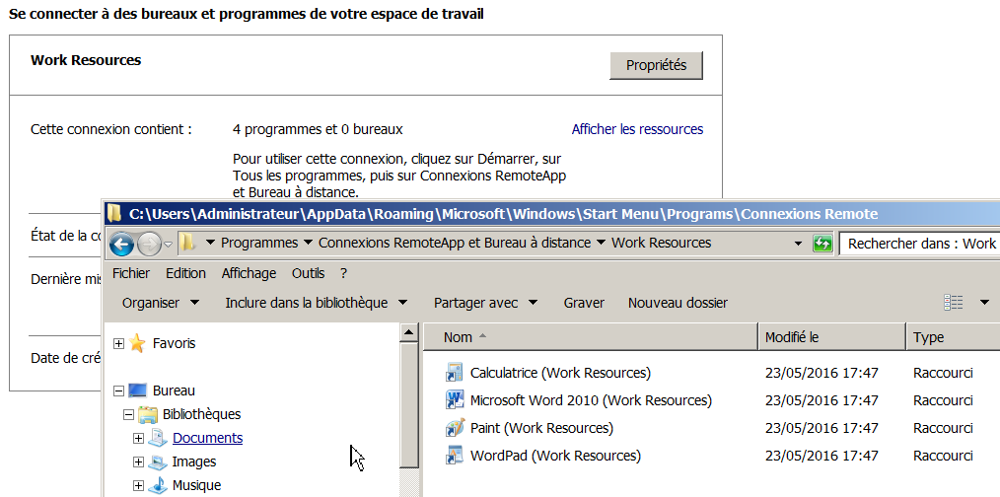 Se connecter à des bureaux et programmes de votre espace de travail
Work Resources
Propriétés
Cette connexion contient :
4 programmes et 0 bureaux
Afficher les ressources
Pour utiliser cette connexion, cliquez sur Démarrer, sur
Tous les programmes, puis sur Connexions RemoteApp
et Bureau à distance.
État de la co
Dernière mis
Date de cré
C:\Users\Administrateur\AppData\Roaming\Microsoft\Windows\Start Menu\Programs\Connexions Remote
Programmes Connexions RemoteApp et Bureau à distance Work Resources
Rechercher dans : Work
Fichier Edition Affichage Outils ?
Organiser Inclure dans la bibliothèque Partager avec Graver Nouveau dossier
Favoris
Bureau
Bibliothèques
Documents
Images
Musique
Nom Modifié le Type
Calculatrice (Work Resources) 23/05/2016 17:47 Raccourci
Microsoft Word 2010 (Work Resources) 23/05/2016 17:47 Raccourci
Paint (Work Resources) 23/05/2016 17:47 Raccourci
WordPad (Work Resources) 23/05/2016 17:47 Raccourci